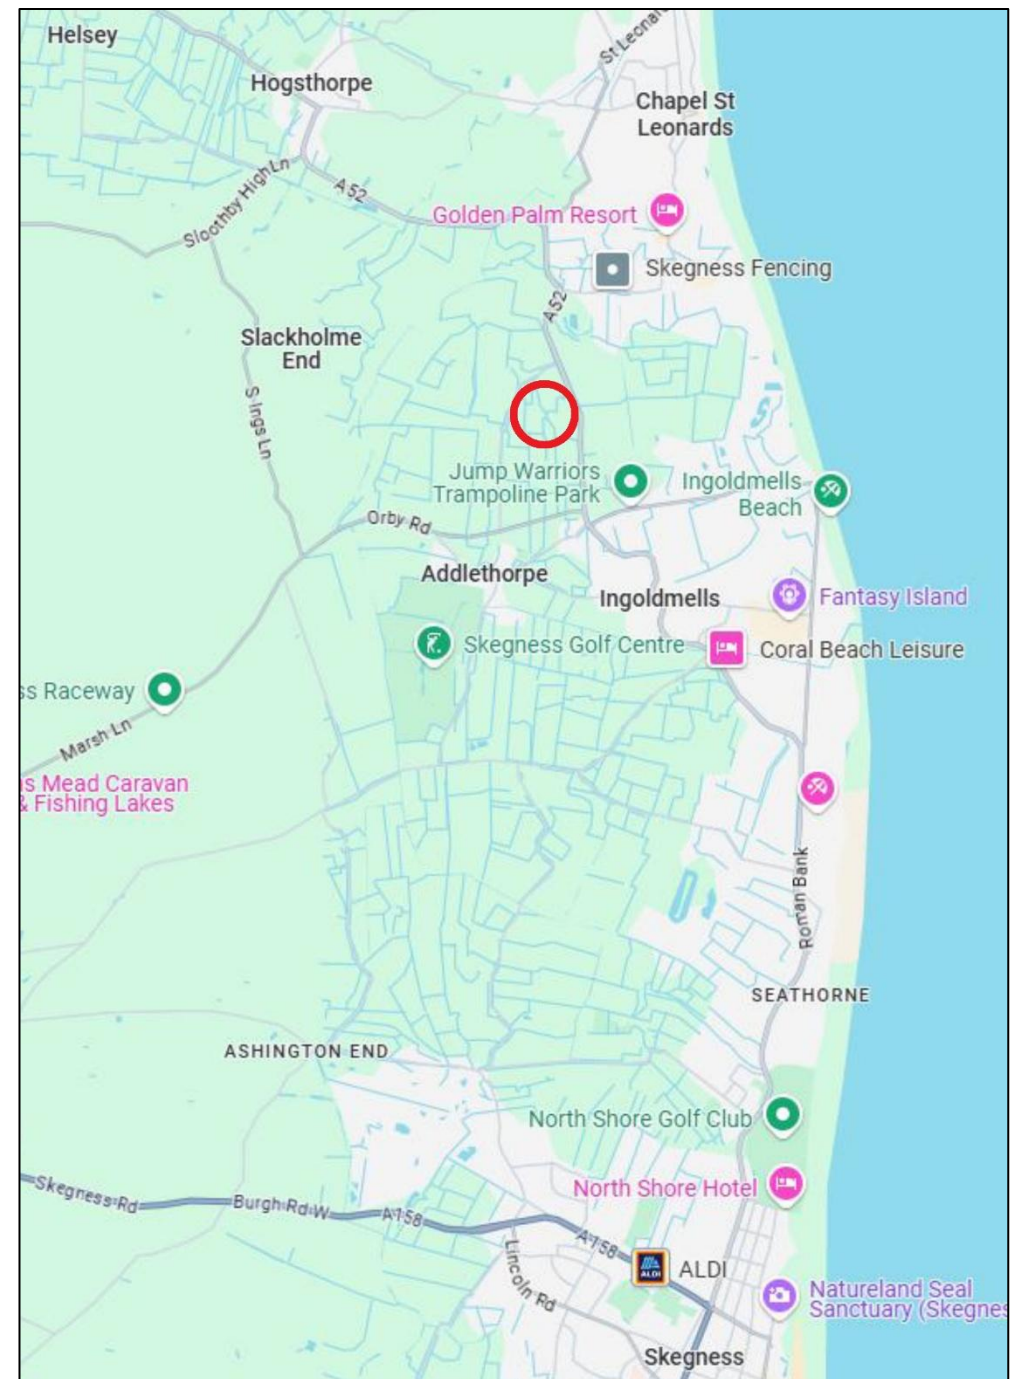 Helsey
Hogsthorpe
St Leonar
Chapel St
Leonards
Sloothby High Ln
A52
Golden Palm Resort
Skegness Fencing
A52
Slackholme
End
S Ings Ln
Jump Warriors
Trampoline Park
Ingoldmells
Beach
Orby Rd
Addlethorpe
Ingoldmells
Fantasy Island
Skegness Golf Centre
Coral Beach Leisure
ss Raceway
Marsh Ln
s Mead Caravan
& Fishing Lakes
Roman Bank
SEATHORNE
ASHINGTON END
North Shore Golf Club
North Shore Hotel
Skegness Rd
Burgh Rd W
A158
A158
Lincoln Rd
ALDI
ALDI
Natureland Seal
Sanctuary (Skegnes
Skegness